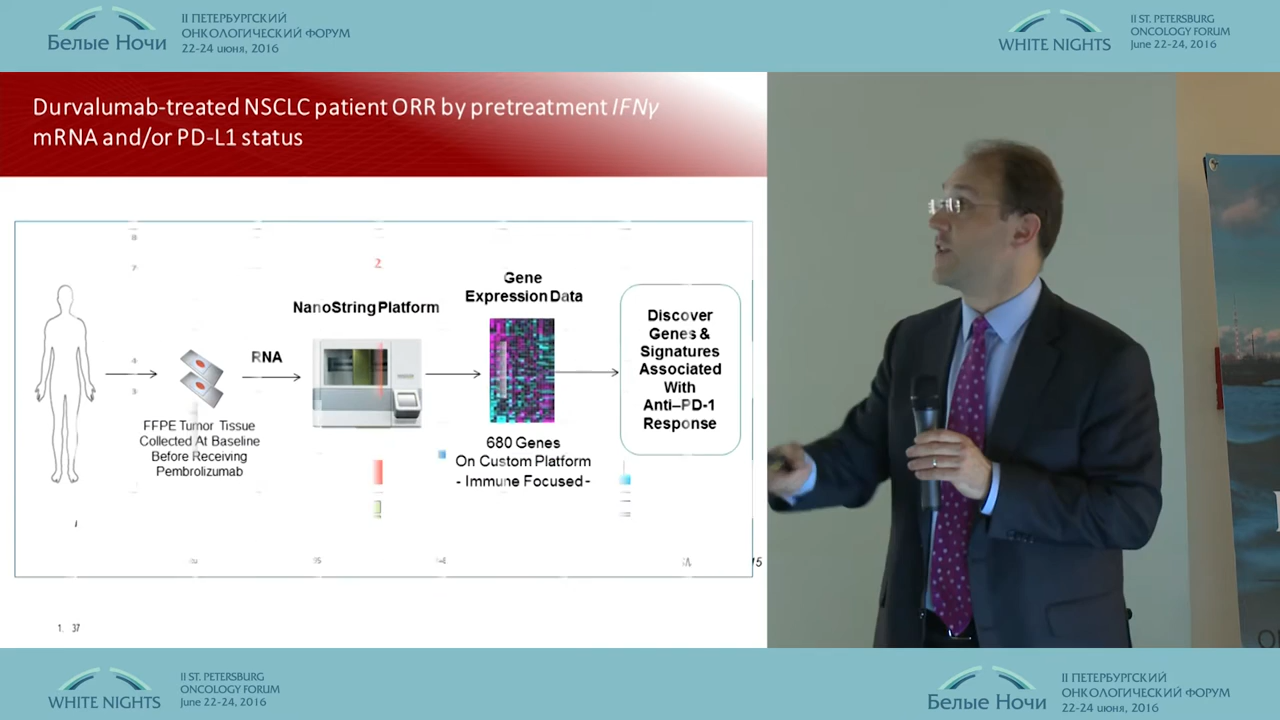 II ПЕТЕРБУРГСКИЙ
ОНКОЛОГИЧЕСКИЙ ФОРУМ
Белые Ночи
22-24 июня, 2016
II ST. PETERSBURG
ONCOLOGY FORUM
WHITE NIGHTS
June 22-24, 2016
Durvalumab-treated NSCLC patient ORR by pretreatment IFNγ
mRNA and/or PD-L1 status
2
Gene
Expression Data
NanoString Platform
RNA
Discover
Genes &
Signatures
Associated
With
Anti–PD-1
Response
FFPE Tumor Tissue
Collected At Baseline
Before Receiving
Pembrolizumab
680 Genes
On Custom Platform
- Immune Focused -
15
1. 37
II ST. PETERSBURG
ONCOLOGY FORUM
WHITE NIGHTS
June 22-24, 2016
II ПЕТЕРБУРГСКИЙ
ОНКОЛОГИЧЕСКИЙ ФОРУМ
Белые Ночи
22-24 июня, 2016